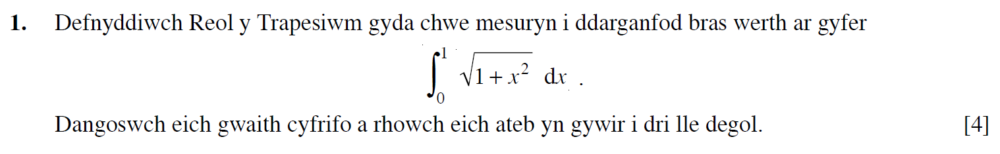 1. Defnyddiwch Reol y Trapesiwm gyda chwe mesuryn i ddarganfod bras werth ar gyfer
∫₀¹ √(1 + x²) dx .
Dangoswch eich gwaith cyfrifo a rhowch eich ateb yn gywir i dri lle degol. [4]